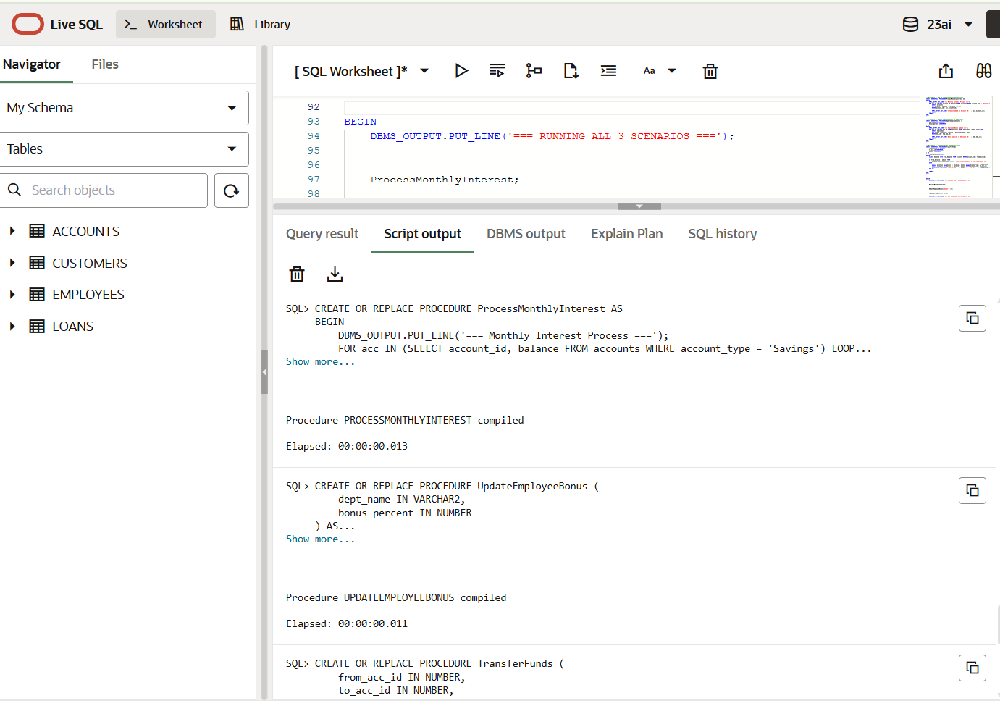 Live SQL
Worksheet
Library
23ai
Navigator
Files
My Schema
Tables
Search objects
ACCOUNTS
CUSTOMERS
EMPLOYEES
LOANS
[ SQL Worksheet ]*
Aa
92
93 BEGIN
94 DBMS_OUTPUT.PUT_LINE('=== RUNNING ALL 3 SCENARIOS ===');
95
96
97 ProcessMonthlyInterest;
98
Query result
Script output
DBMS output
Explain Plan
SQL history
SQL> CREATE OR REPLACE PROCEDURE ProcessMonthlyInterest AS
BEGIN
DBMS_OUTPUT.PUT_LINE('=== Monthly Interest Process ===');
FOR acc IN (SELECT account_id, balance FROM accounts WHERE account_type = 'Savings') LOOP...
Show more...
Procedure PROCESSMONTHLYINTEREST compiled
Elapsed: 00:00:00.013
SQL> CREATE OR REPLACE PROCEDURE UpdateEmployeeBonus (
dept_name IN VARCHAR2,
bonus_percent IN NUMBER
) AS...
Show more...
Procedure UPDATEEMPLOYEEBONUS compiled
Elapsed: 00:00:00.011
SQL> CREATE OR REPLACE PROCEDURE TransferFunds (
from_acc_id IN NUMBER,
to_acc_id IN NUMBER,